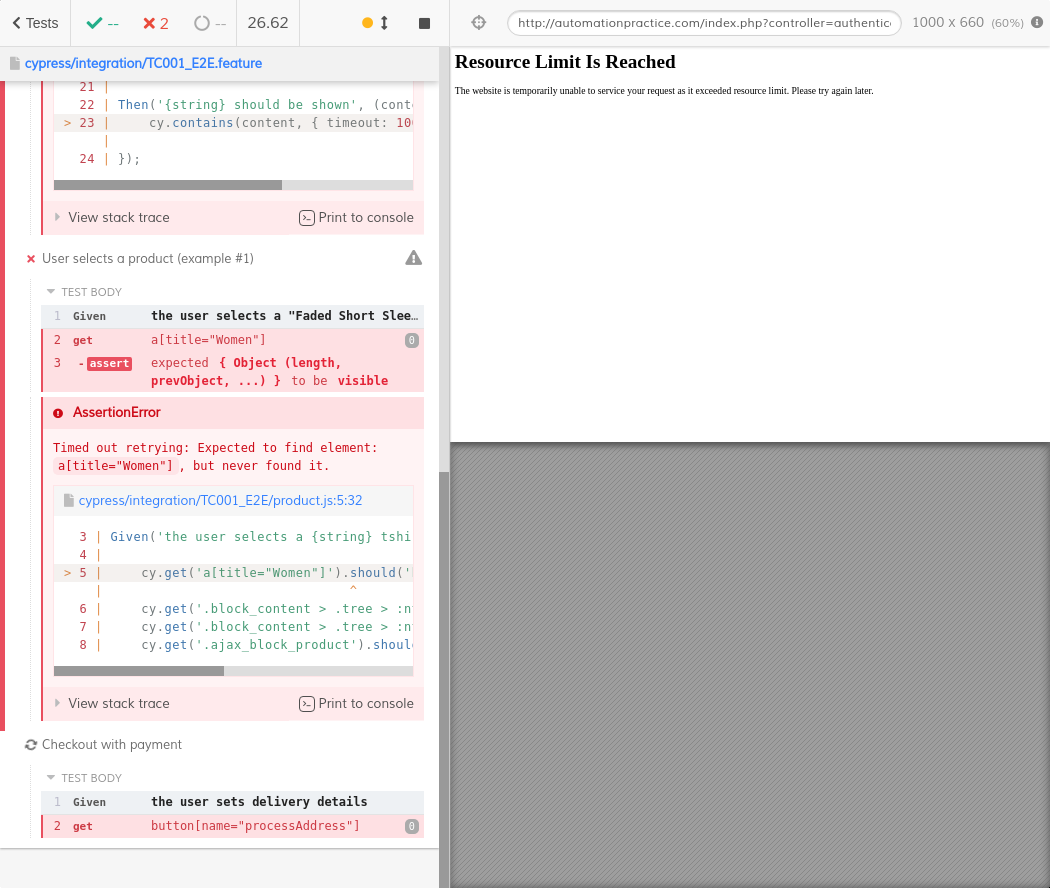 Tests -- 2 -- 26.62
http://automationpractice.com/index.php?controller=authentic 1000 x 660 (60%)
cypress/integration/TC001_E2E.feature
21 |
22 | Then('{string} should be shown', (cont
> 23 |     cy.contains(content, { timeout: 100
|
24 | });
View stack trace Print to console
User selects a product (example #1)
TEST BODY
1 Given the user selects a "Faded Short Slee…
2 get a[title="Women"] 0
3 -assert expected { Object (length,
prevObject, ...) } to be visible
AssertionError
Timed out retrying: Expected to find element:
a[title="Women"], but never found it.
cypress/integration/TC001_E2E/product.js:5:32
3 | Given('the user selects a {string} tshi
4 |
> 5 |     cy.get('a[title="Women"]').should('
| ^
6 |     cy.get('.block_content > .tree > :n
7 |     cy.get('.block_content > .tree > :n
8 |     cy.get('.ajax_block_product').shoul
View stack trace Print to console
Checkout with payment
TEST BODY
1 Given the user sets delivery details
2 get button[name="processAddress"] 0
Resource Limit Is Reached
The website is temporarily unable to service your request as it exceeded resource limit. Please try again later.